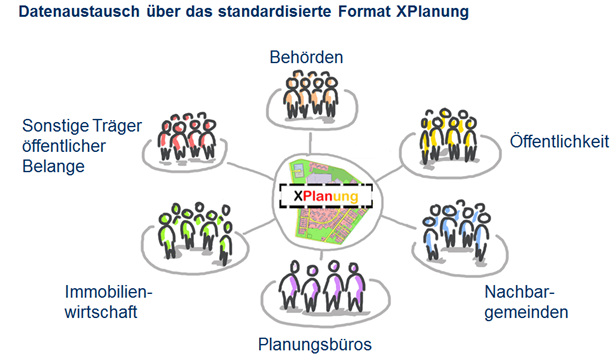 Datenaustausch über das standardisierte Format XPlanung
Behörden
Sonstige Träger
öffentlicher
Belange
Öffentlichkeit
XPlanung
Immobilien-
wirtschaft
Nachbar-
gemeinden
Planungsbüros